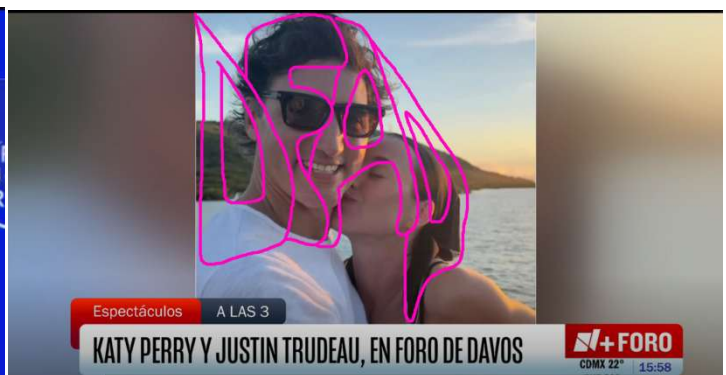 Espectáculos A LAS 3
KATY PERRY Y JUSTIN TRUDEAU, EN FORO DE DAVOS
N+FORO
CDMX 22° 15:58